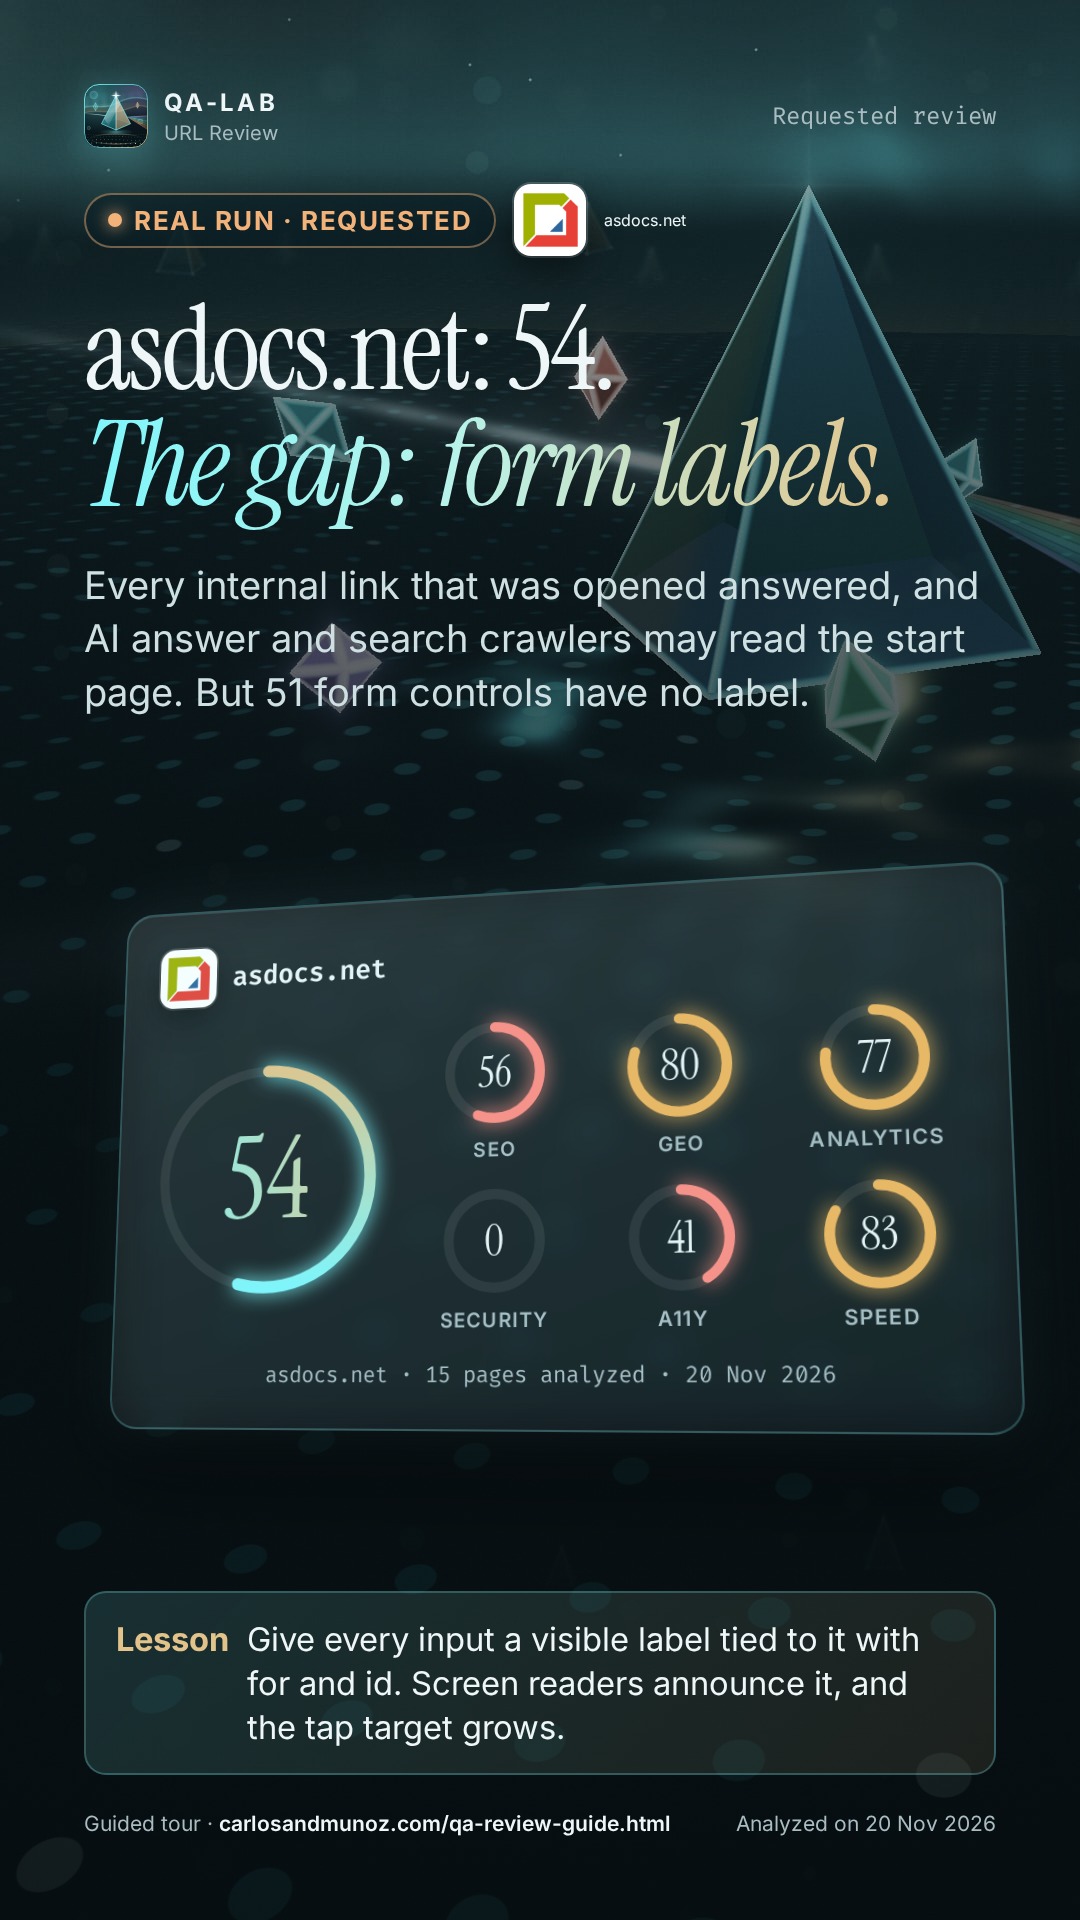 QA-LAB
URL Review
Requested review
REAL RUN · REQUESTED
asdocs.net
asdocs.net: 54.
The gap: form labels.
Every internal link that was opened answered, and
AI answer and search crawlers may read the start
page. But 51 form controls have no label.
asdocs.net
54
56
SEO
80
GEO
77
ANALYTICS
0
SECURITY
41
A11Y
83
SPEED
asdocs.net · 15 pages analyzed · 20 Nov 2026
Lesson
Give every input a visible label tied to it with
for and id. Screen readers announce it, and
the tap target grows.
Guided tour · carlosandmunoz.com/qa-review-guide.html
Analyzed on 20 Nov 2026